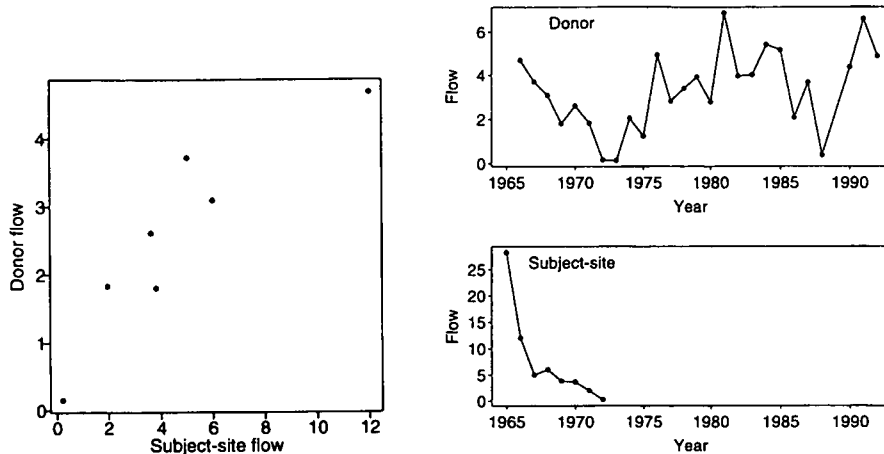 Donor flow
4
3
2
1
0
0 2 4 6 8 10 12
Subject-site flow
Donor
Flow
6
4
2
0
1965 1970 1975 1980 1985 1990
Year
Subject-site
Flow
25
20
15
10
5
0
1965 1970 1975 1980 1985 1990
Year